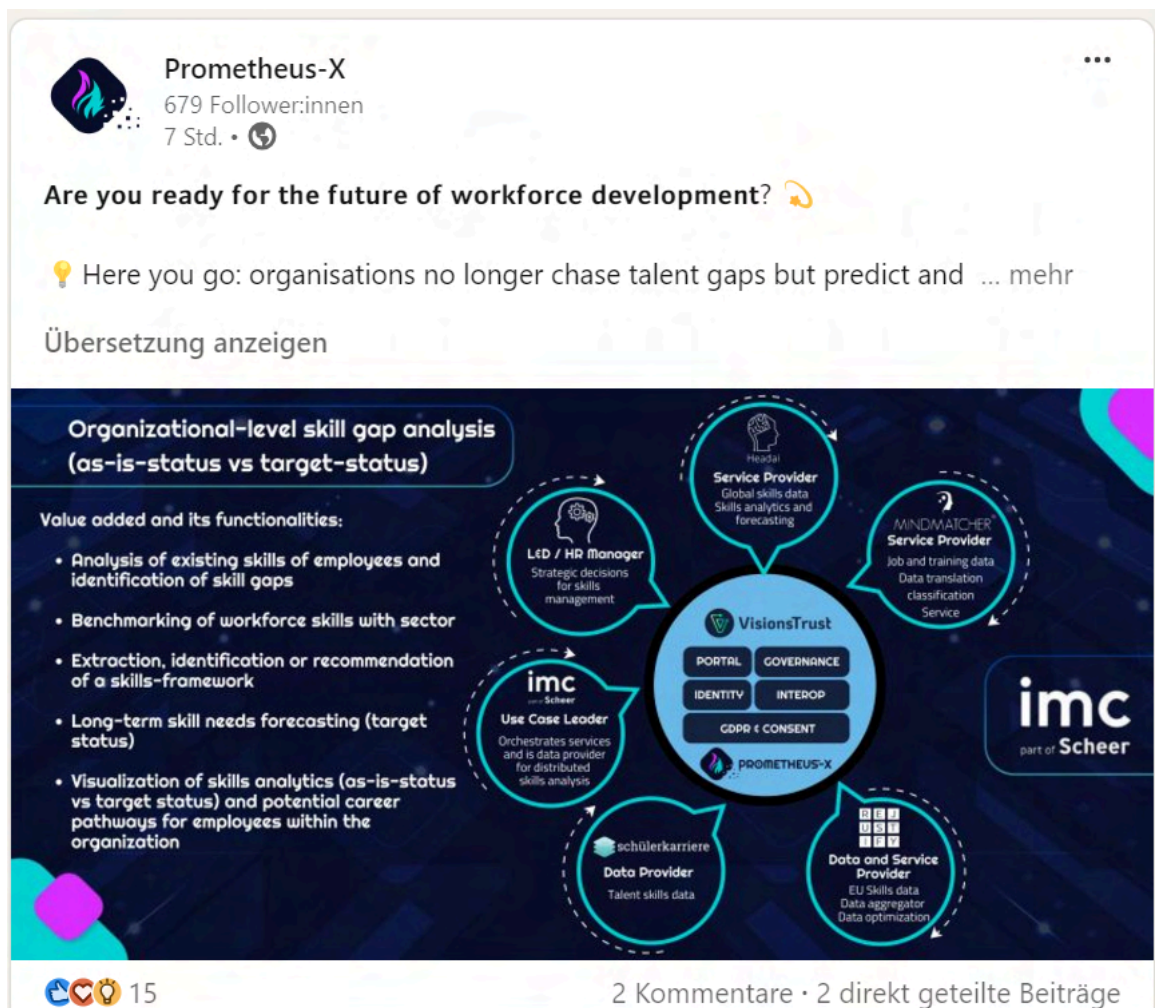 Prometheus-X
679 Follower:innen
7 Std. •
Are you ready for the future of workforce development?
Here you go: organisations no longer chase talent gaps but predict and ... mehr
Übersetzung anzeigen
Organizational-level skill gap analysis
(as-is-status vs target-status)
Value added and its functionalities:
• Analysis of existing skills of employees and
identification of skill gaps
• Benchmarking of workforce skills with sector
• Extraction, identification or recommendation
of a skills-framework
• Long-term skill needs forecasting (target
status)
• Visualization of skills analytics (as-is-status
vs target status) and potential career
pathways for employees within the
organization
Headai
Service Provider
Global skills data
Skills analytics and
forecasting
MINDMATCHER
Service Provider
Job and training data
Data translation
classification
Service
L&D / HR Manager
Strategic decisions
for skills
management
imc
part of Scheer
Use Case Leader
Orchestrates services
and is data provider
for distributed
skills analysis
schülerkarriere
Data Provider
Talent skills data
REJ
UST
IFY
Data and Service
Provider
EU Skills data
Data aggregator
Data optimization
VisionsTrust
PORTAL
GOVERNANCE
IDENTITY
INTEROP
GDPR & CONSENT
PROMETHEUS-X
imc
part of Scheer
15
2 Kommentare • 2 direkt geteilte Beiträge